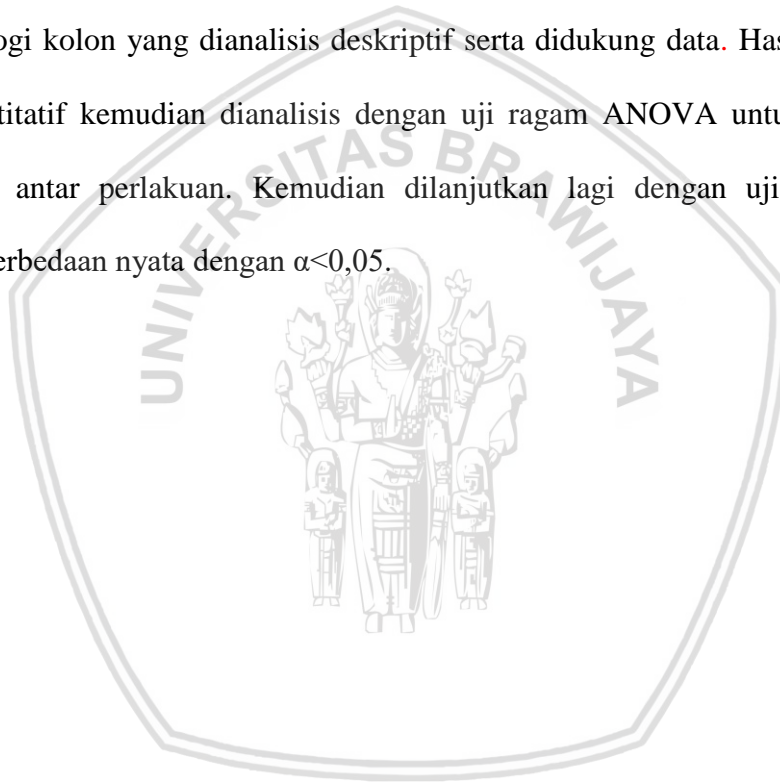 ogi kolon yang dianalisis deskriptif serta didukung data. Has
titatif kemudian dianalisis dengan uji ragam ANOVA untu
antar perlakuan. Kemudian dilanjutkan lagi dengan uji
erbedaan nyata dengan α<0,05.
UNIVERSITAS BRAWIJAYA